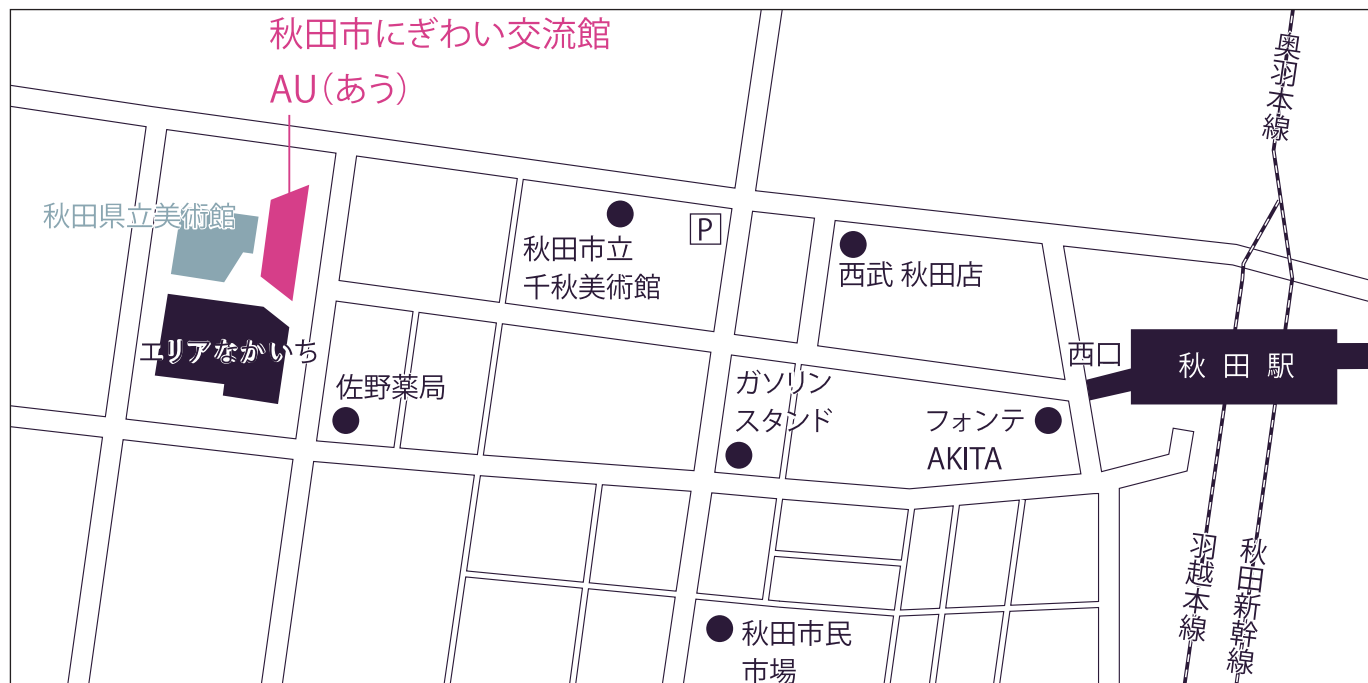 秋田市にぎわい交流館
AU（あう）
奥羽本線
秋田県立美術館
秋田市立
千秋美術館
P
西武 秋田店
エリアなかいち
佐野薬局
ガソリン
スタンド
フォンテ
AKITA
西口
秋田駅
羽越本線
秋田新幹線
秋田市民
市場